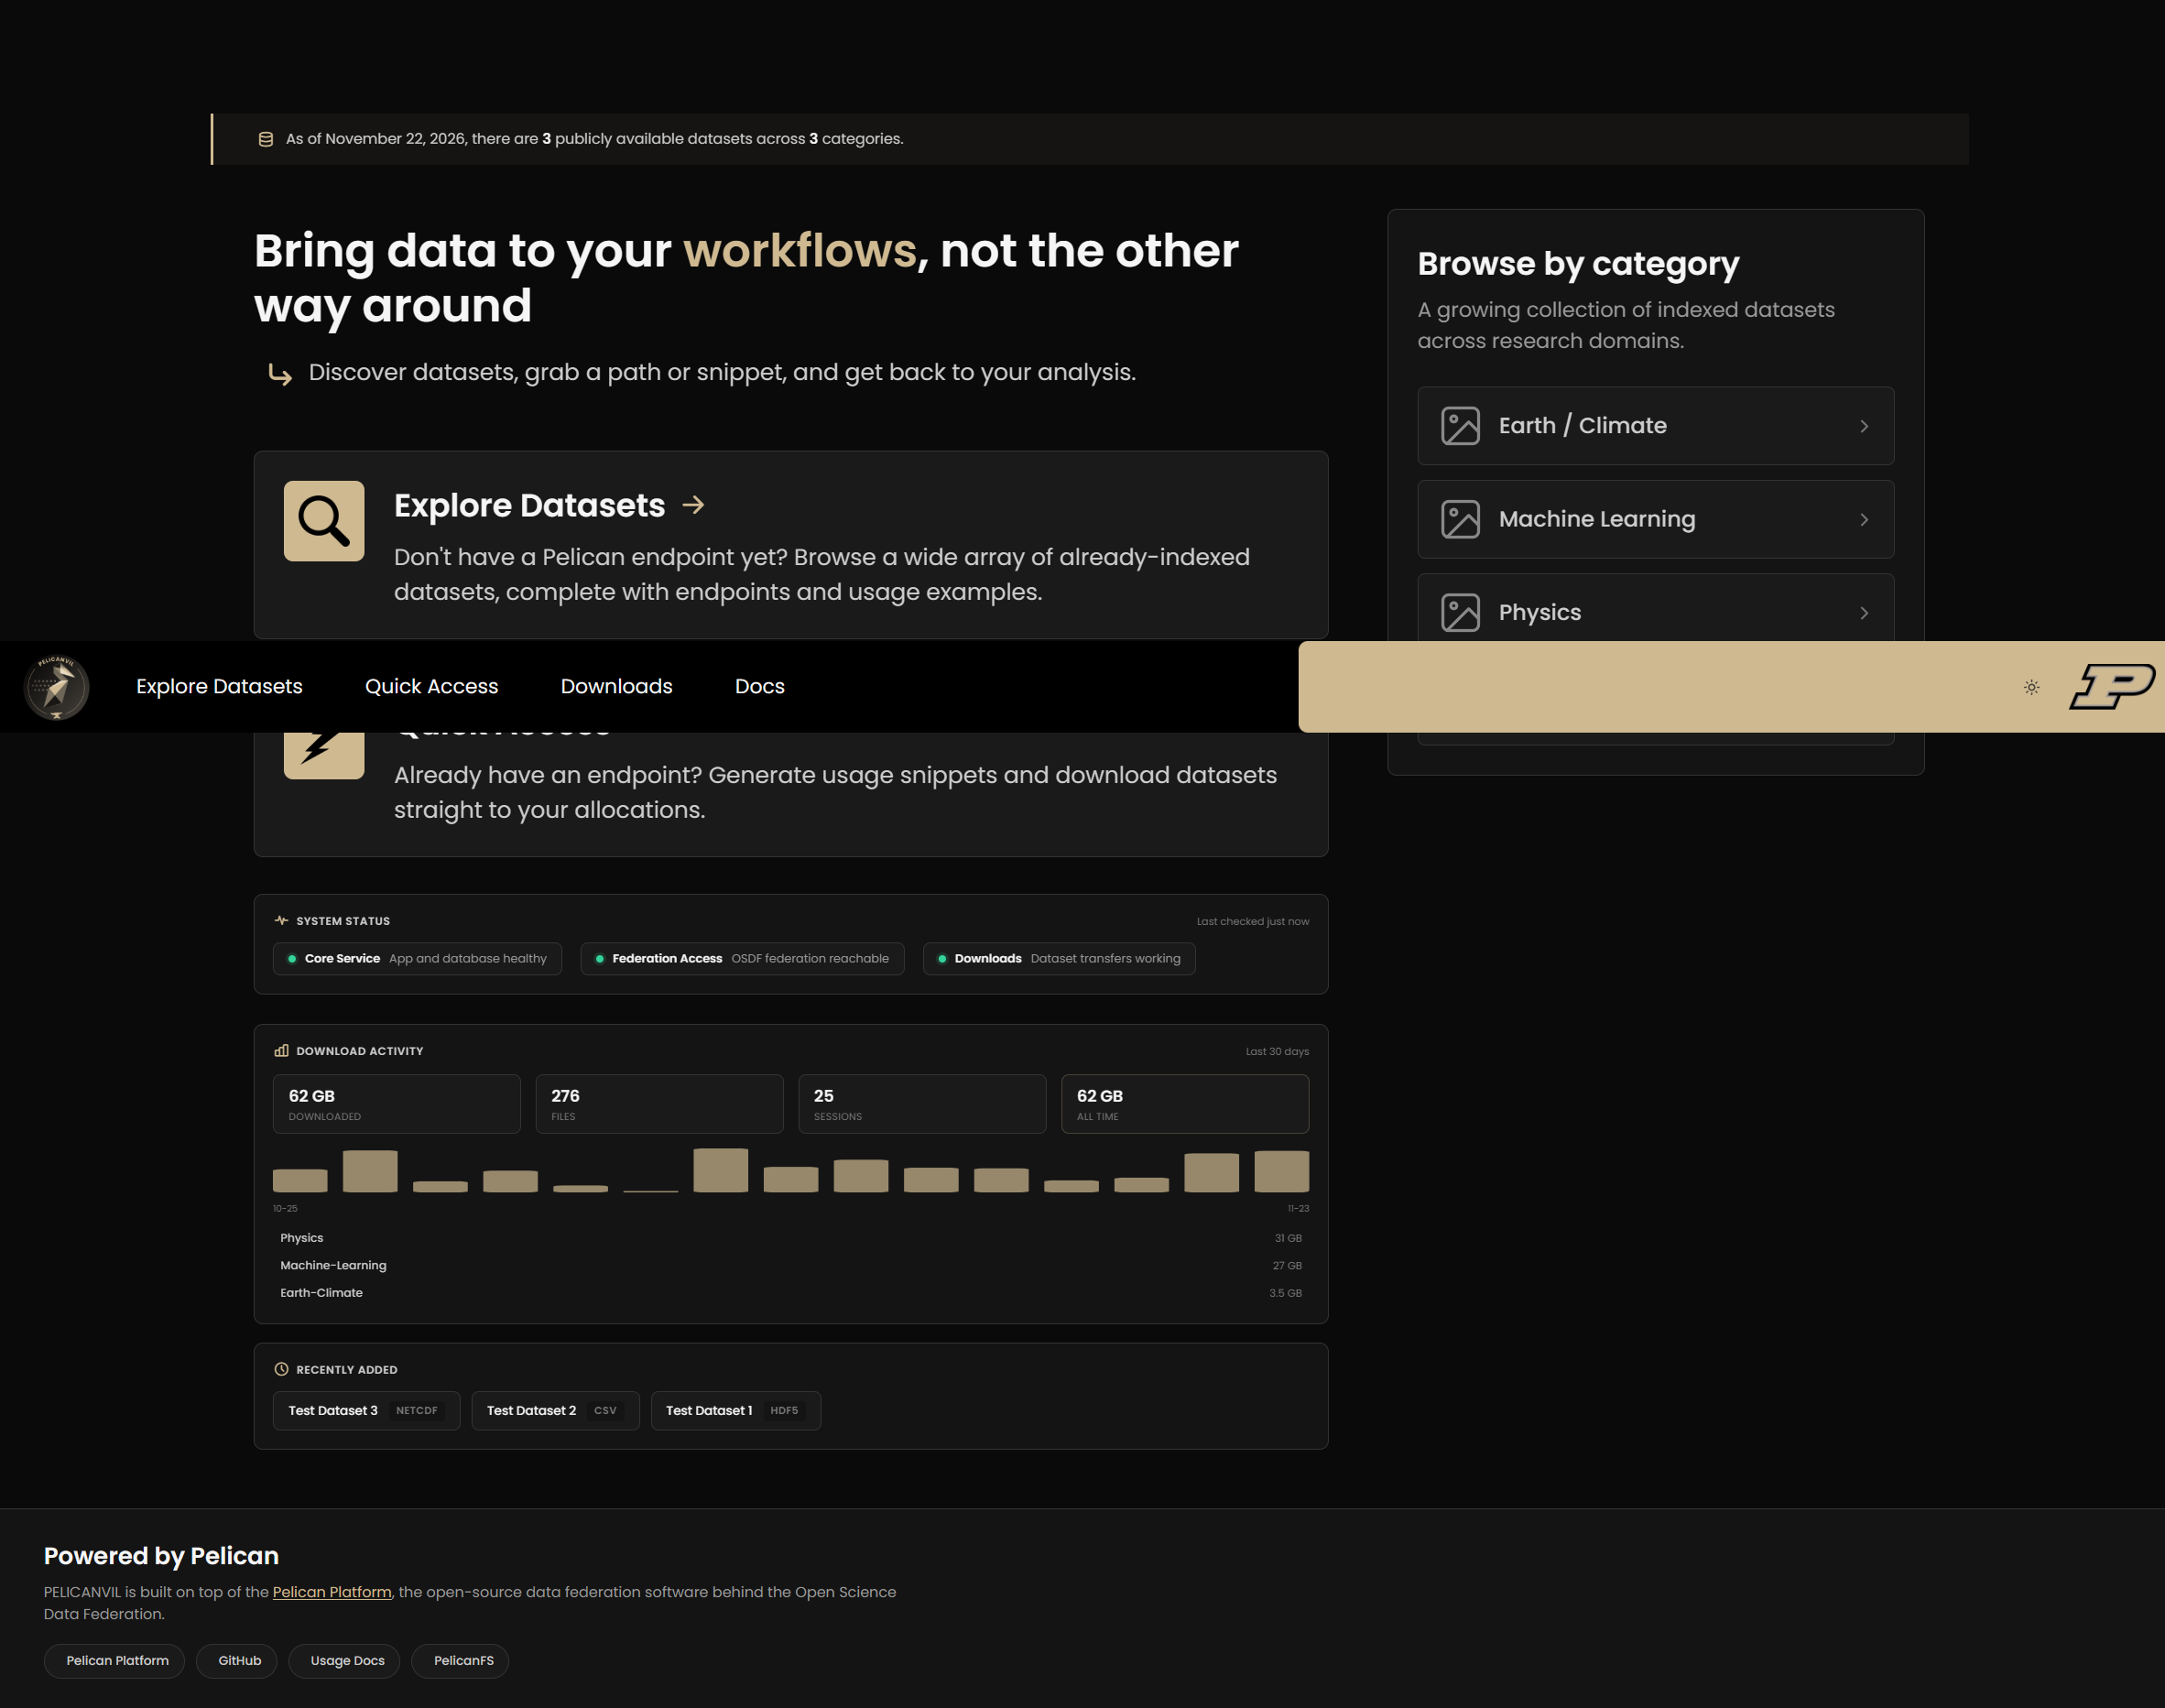 As of November 22, 2026, there are 3 publicly available datasets across 3 categories.
Bring data to your workflows, not the other
way around
Discover datasets, grab a path or snippet, and get back to your analysis.
Explore Datasets
Don't have a Pelican endpoint yet? Browse a wide array of already-indexed
datasets, complete with endpoints and usage examples.
Browse by category
A growing collection of indexed datasets
across research domains.
Earth / Climate
Machine Learning
Physics
PELICANVIL
Explore Datasets
Quick Access
Downloads
Docs
P
Quick Access
Already have an endpoint? Generate usage snippets and download datasets
straight to your allocations.
SYSTEM STATUS
Last checked just now
Core Service App and database healthy
Federation Access OSDF federation reachable
Downloads Dataset transfers working
DOWNLOAD ACTIVITY
Last 30 days
62 GB
DOWNLOADED
276
FILES
25
SESSIONS
62 GB
ALL TIME
10-25
11-23
Physics 31 GB
Machine-Learning 27 GB
Earth-Climate 3.5 GB
RECENTLY ADDED
Test Dataset 3 NETCDF
Test Dataset 2 CSV
Test Dataset 1 HDF5
Powered by Pelican
PELICANVIL is built on top of the Pelican Platform, the open-source data federation software behind the Open Science
Data Federation.
Pelican Platform
GitHub
Usage Docs
PelicanFS